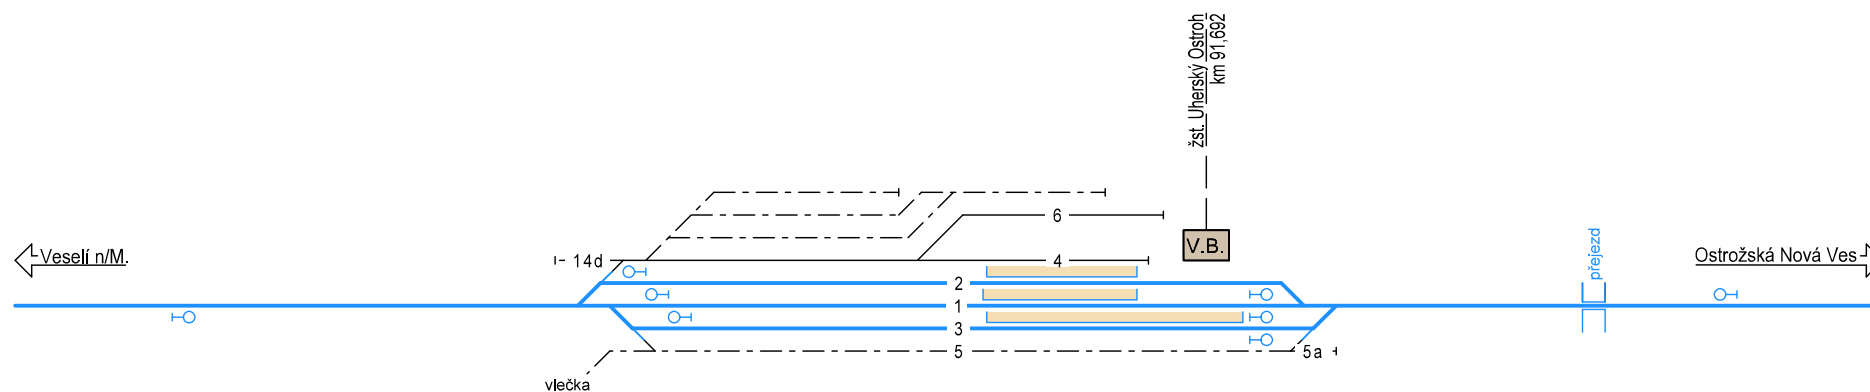 žst. Uherský Ostroh
km 91,692
6
V.B.
Veselí n/M.
14d
4
Ostrožská Nová Ves
přejezd
2
1
3
5
5a
vlečka